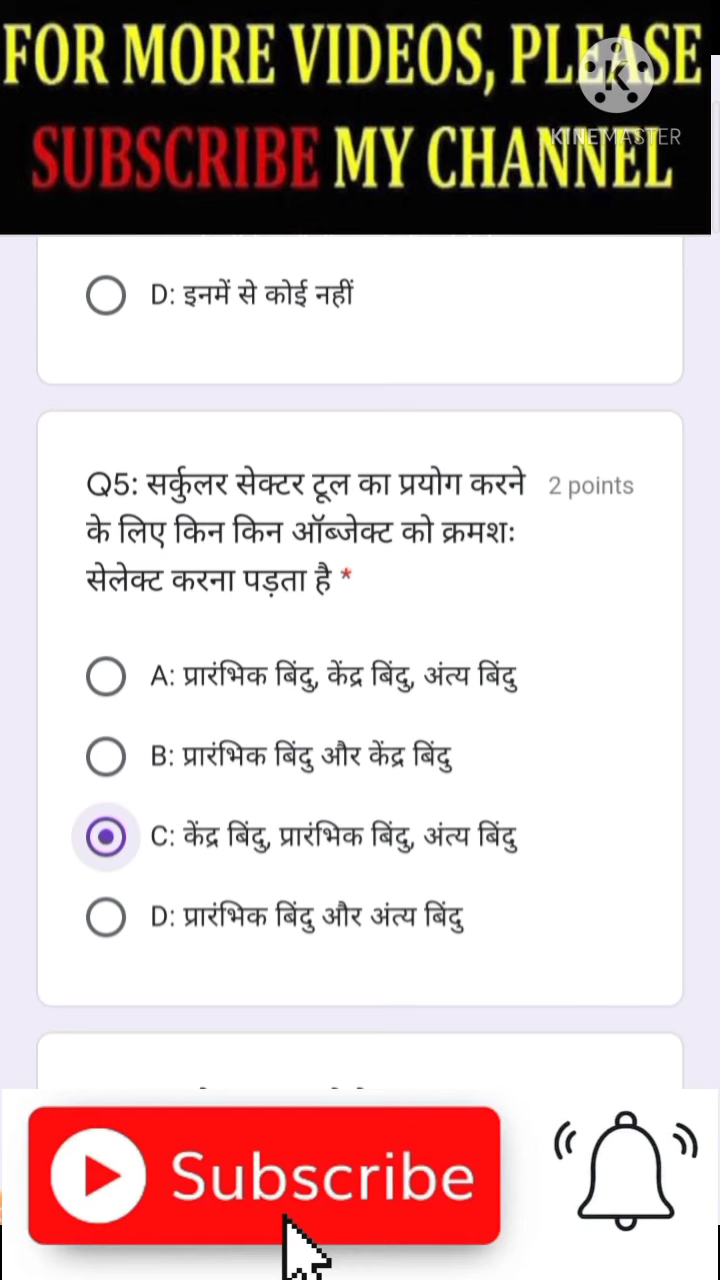 FOR MORE VIDEOS, PLEASE
SUBSCRIBE MY CHANNEL
K
KINEMASTER
D: इनमें से कोई नहीं
Q5: सर्कुलर सेक्टर टूल का प्रयोग करने 2 points
के लिए किन किन ऑब्जेक्ट को क्रमशः
सेलेक्ट करना पड़ता है *
A: प्रारंभिक बिंदु, केंद्र बिंदु, अंत्य बिंदु
B: प्रारंभिक बिंदु और केंद्र बिंदु
C: केंद्र बिंदु, प्रारंभिक बिंदु, अंत्य बिंदु
D: प्रारंभिक बिंदु और अंत्य बिंदु
Subscribe